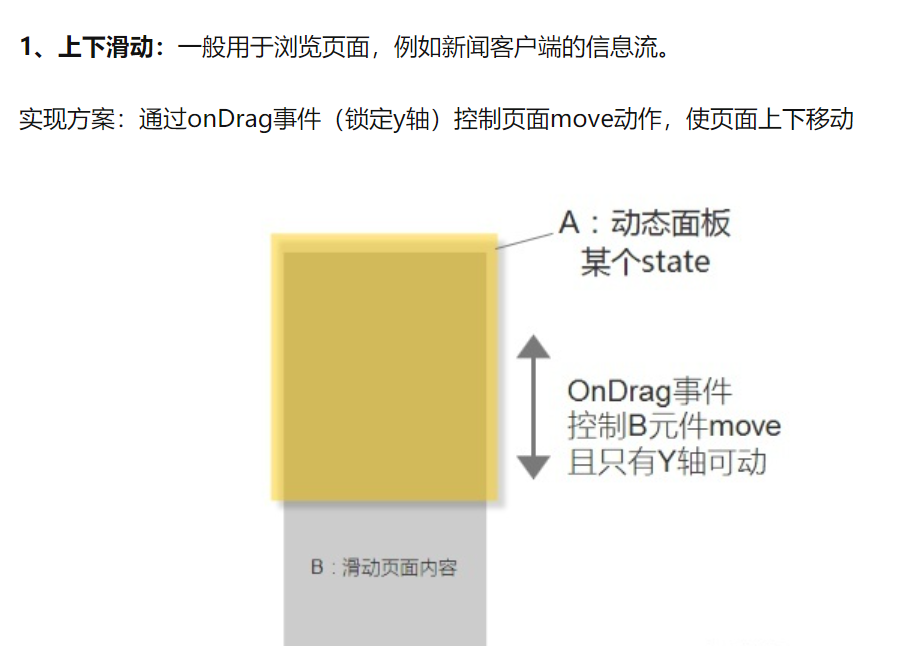 1、上下滑动：一般用于浏览页面，例如新闻客户端的信息流。
实现方案：通过onDrag事件（锁定y轴）控制页面move动作，使页面上下移动
A：动态面板
某个state
OnDrag事件
控制B元件move
且只有Y轴可动
B：滑动页面内容